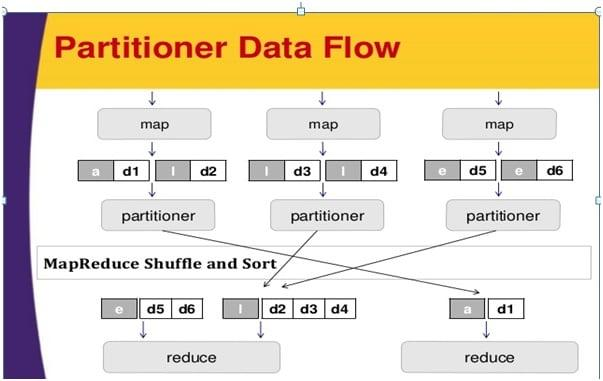 Partitioner Data Flow
map map map
a d1 l d2 l d3 l d4 e d5 e d6
partitioner partitioner partitioner
MapReduce Shuffle and Sort
e d5 d6 l d2 d3 d4 a d1
reduce reduce